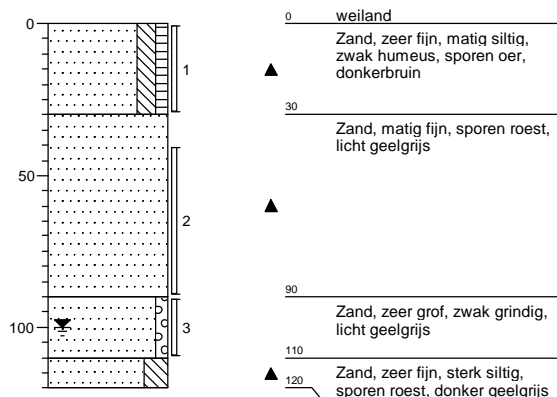 0
50
100
1
2
3
0 weiland
Zand, zeer fijn, matig siltig,
zwak humeus, sporen oer,
donkerbruin
30
Zand, matig fijn, sporen roest,
licht geelgrijs
90
Zand, zeer grof, zwak grindig,
licht geelgrijs
110
Zand, zeer fijn, sterk siltig,
120 sporen roest, donker geelgrijs